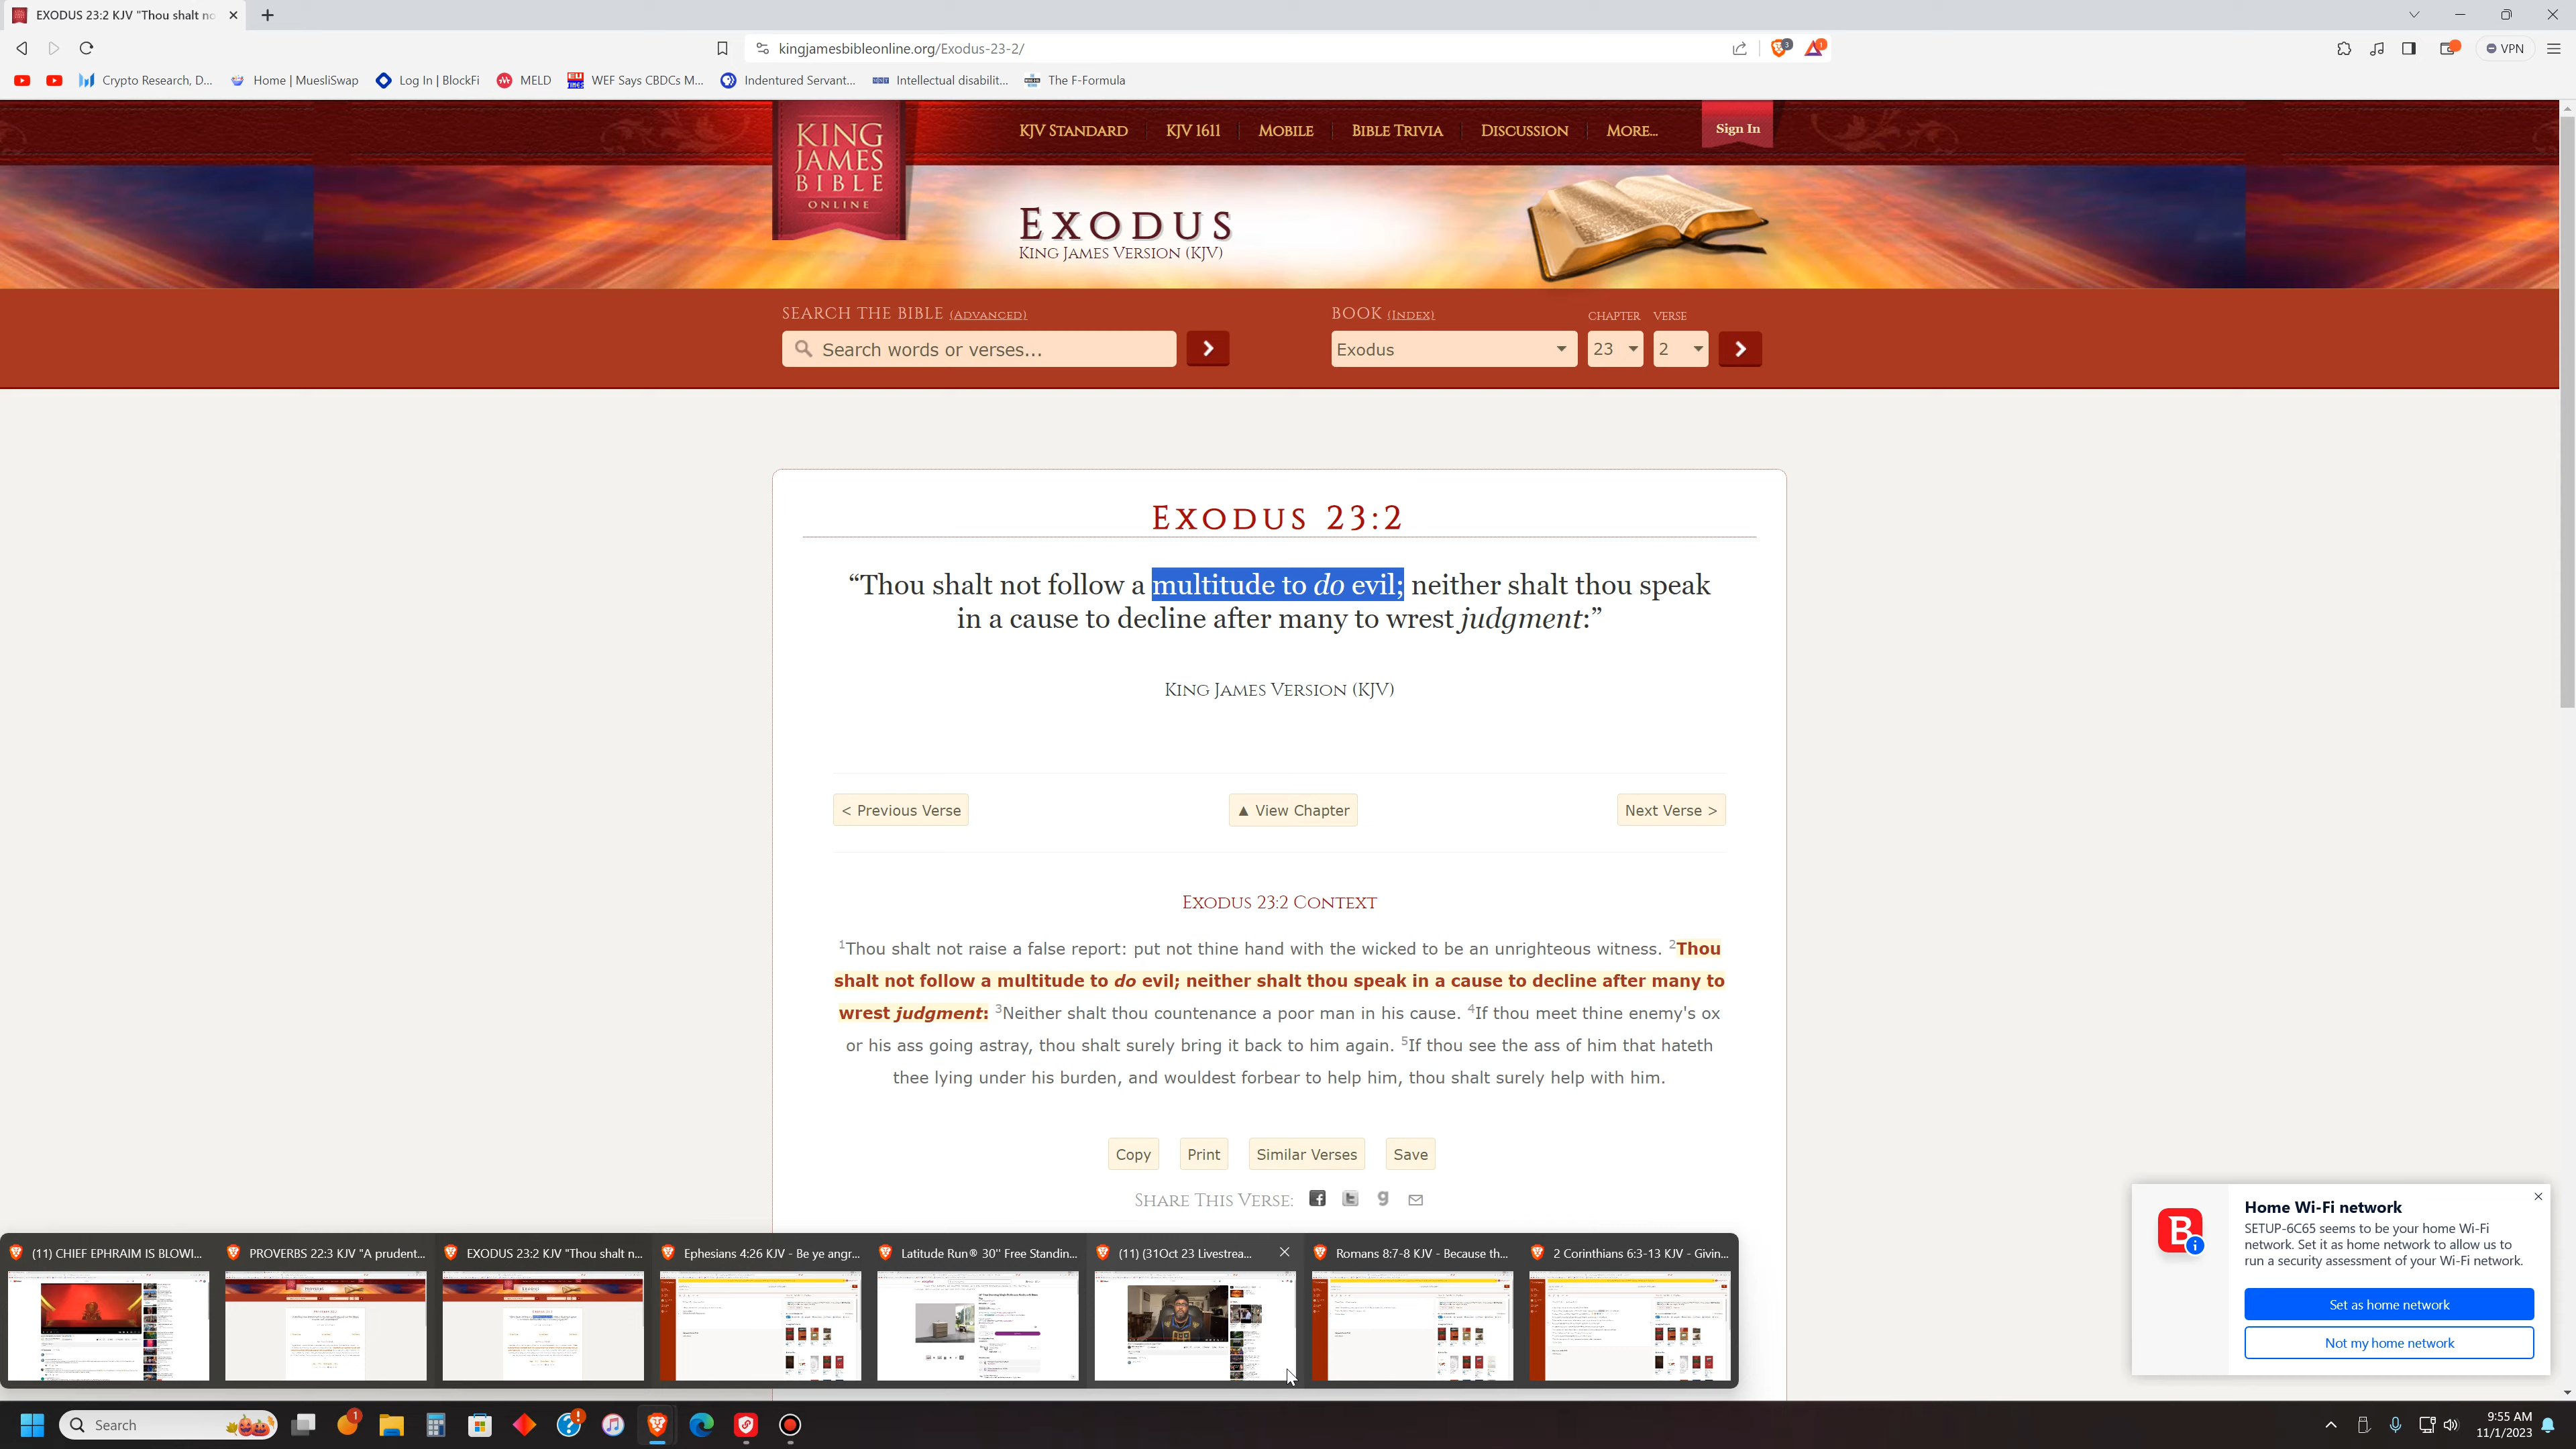 EXODUS 23:2 KJV "Thou shalt no
kingjamesbibleonline.org/Exodus-23-2/
3
1
VPN
Crypto Research, D...
Home | MuesliSwap
Log In | BlockFi
MELD
WEF Says CBDCs M...
Indentured Servant...
Intellectual disabilit...
The F-Formula
KING
JAMES
BIBLE
ONLINE
KJV Standard
KJV 1611
Mobile
Bible Trivia
Discussion
More...
Sign In
Exodus
King James Version (KJV)
SEARCH THE BIBLE (Advanced)
BOOK (Index)
CHAPTER
VERSE
Search words or verses...
Exodus
23
2
Exodus 23:2
“Thou shalt not follow a multitude to do evil; neither shalt thou speak
in a cause to decline after many to wrest judgment:”
King James Version (KJV)
< Previous Verse
▲ View Chapter
Next Verse >
Exodus 23:2 Context
1Thou shalt not raise a false report: put not thine hand with the wicked to be an unrighteous witness. 2Thou
shalt not follow a multitude to do evil; neither shalt thou speak in a cause to decline after many to
wrest judgment: 3Neither shalt thou countenance a poor man in his cause. 4If thou meet thine enemy's ox
or his ass going astray, thou shalt surely bring it back to him again. 5If thou see the ass of him that hateth
thee lying under his burden, and wouldest forbear to help him, thou shalt surely help with him.
Copy
Print
Similar Verses
Save
Share This Verse:
Home Wi-Fi network
SETUP-6C65 seems to be your home Wi-Fi
network. Set it as home network to allow us to
run a security assessment of your Wi-Fi network.
Set as home network
Not my home network
(11) CHIEF EPHRAIM IS BLOWI...
PROVERBS 22:3 KJV "A prudent...
EXODUS 23:2 KJV "Thou shalt n...
Ephesians 4:26 KJV - Be ye angr...
Latitude Run® 30'' Free Standin...
(11) (31Oct 23 Livestrea...
Romans 8:7-8 KJV - Because th...
2 Corinthians 6:3-13 KJV - Givin...
Search
1
9:55 AM
11/1/2023